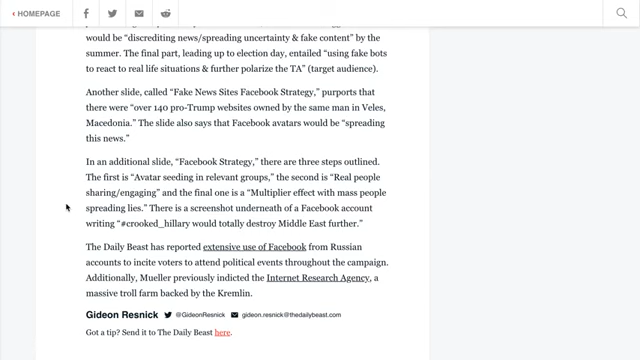 HOMEPAGE
would be “discrediting news/spreading uncertainty & fake content” by
the summer. The final part, leading up to election day, entailed “using fake bots
to react to real life situations & further polarize the TA” (target audience).
Another slide, called “Fake News Sites Facebook Strategy,” purports that
there were “over 140 pro-Trump websites owned by the same man in Veles,
Macedonia.” The slide also says that Facebook avatars would be “spreading
this news.”
In an additional slide, “Facebook Strategy,” there are three steps outlined.
The first is “Avatar seeding in relevant groups,” the second is “Real people
sharing/engaging” and the final one is a “Multiplier effect with mass people
spreading lies.” There is a screenshot underneath of a Facebook account
writing “#crooked_hillary would totally destroy Middle East further.”
The Daily Beast has reported extensive use of Facebook from Russian
accounts to incite voters to attend political events throughout the campaign.
Additionally, Mueller previously indicted the Internet Research Agency, a
massive troll farm backed by the Kremlin.
Gideon Resnick @GideonResnick gideon.resnick@thedailybeast.com
Got a tip? Send it to The Daily Beast here.